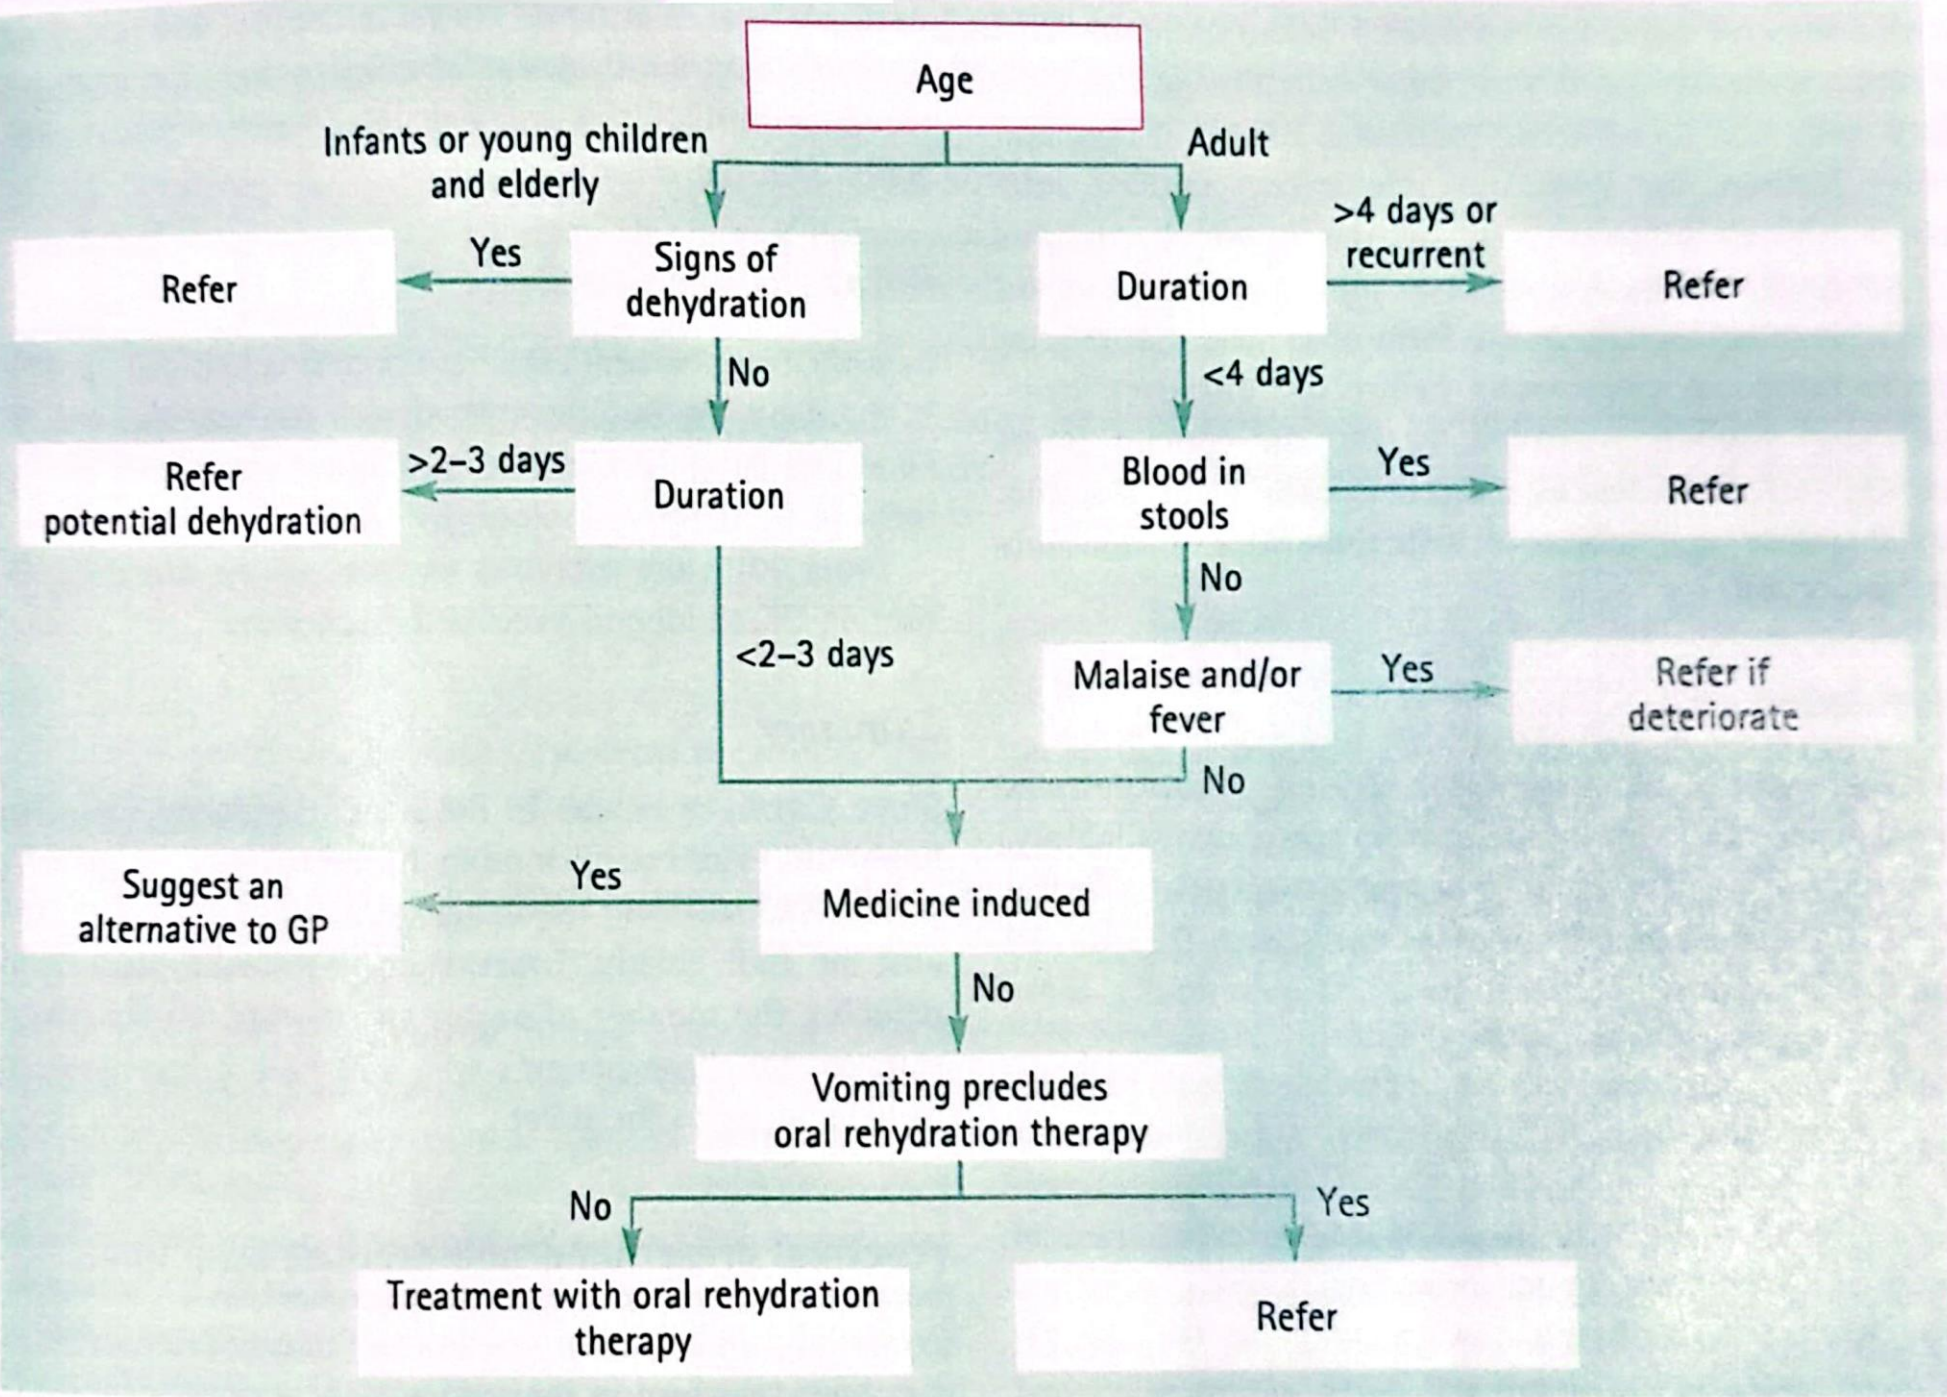 Age
Infants or young children
and elderly
Adult
>4 days or
recurrent
Refer
Yes
Signs of
dehydration
Duration
Refer
No
<4 days
Refer
potential dehydration
>2–3 days
Duration
Blood in
stools
Yes
Refer
No
<2–3 days
Malaise and/or
fever
Yes
Refer if
deteriorate
No
Suggest an
alternative to GP
Yes
Medicine induced
No
Vomiting precludes
oral rehydration therapy
No
Yes
Treatment with oral rehydration
therapy
Refer